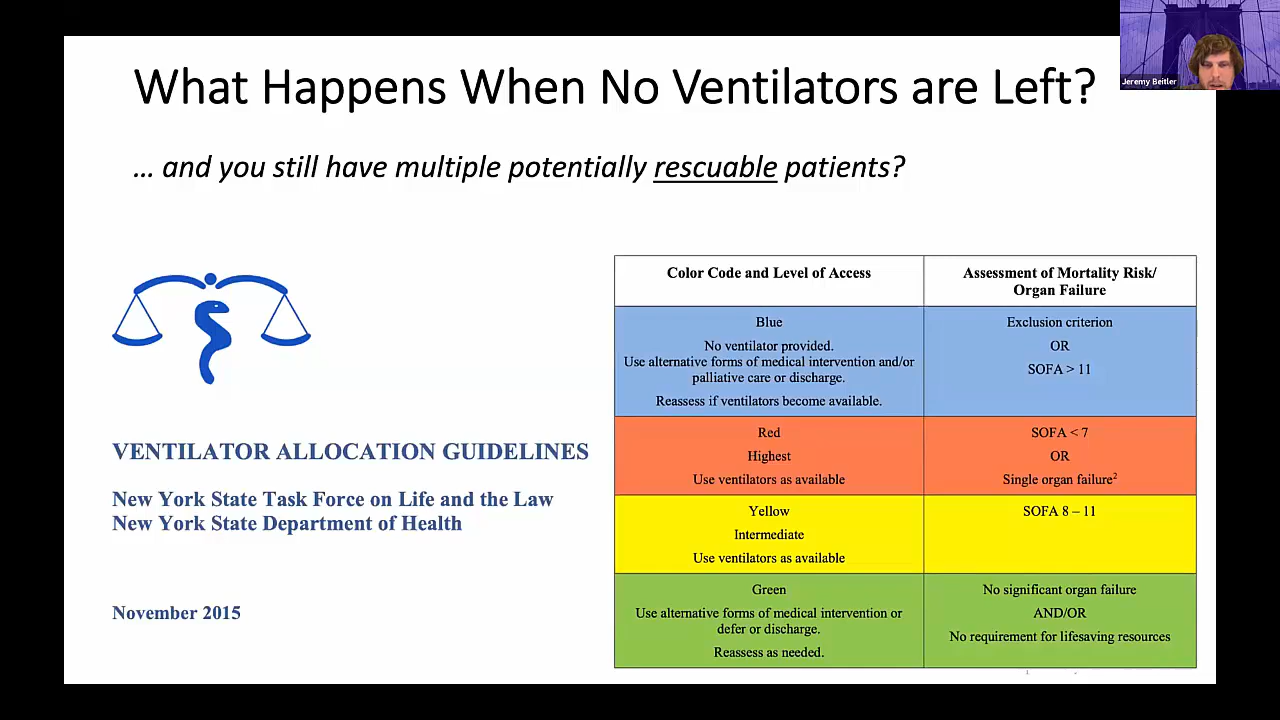 What Happens When No Ventilators are Left?
Jeremy Beitler
... and you still have multiple potentially rescuable patients?
VENTILATOR ALLOCATION GUIDELINES
New York State Task Force on Life and the Law
New York State Department of Health
November 2015
Color Code and Level of Access
Assessment of Mortality Risk/
Organ Failure
Blue
No ventilator provided.
Use alternative forms of medical intervention and/or
palliative care or discharge.
Reassess if ventilators become available.
Exclusion criterion
OR
SOFA > 11
Red
Highest
Use ventilators as available
SOFA < 7
OR
Single organ failure²
Yellow
Intermediate
Use ventilators as available
SOFA 8 – 11
Green
Use alternative forms of medical intervention or
defer or discharge.
Reassess as needed.
No significant organ failure
AND/OR
No requirement for lifesaving resources